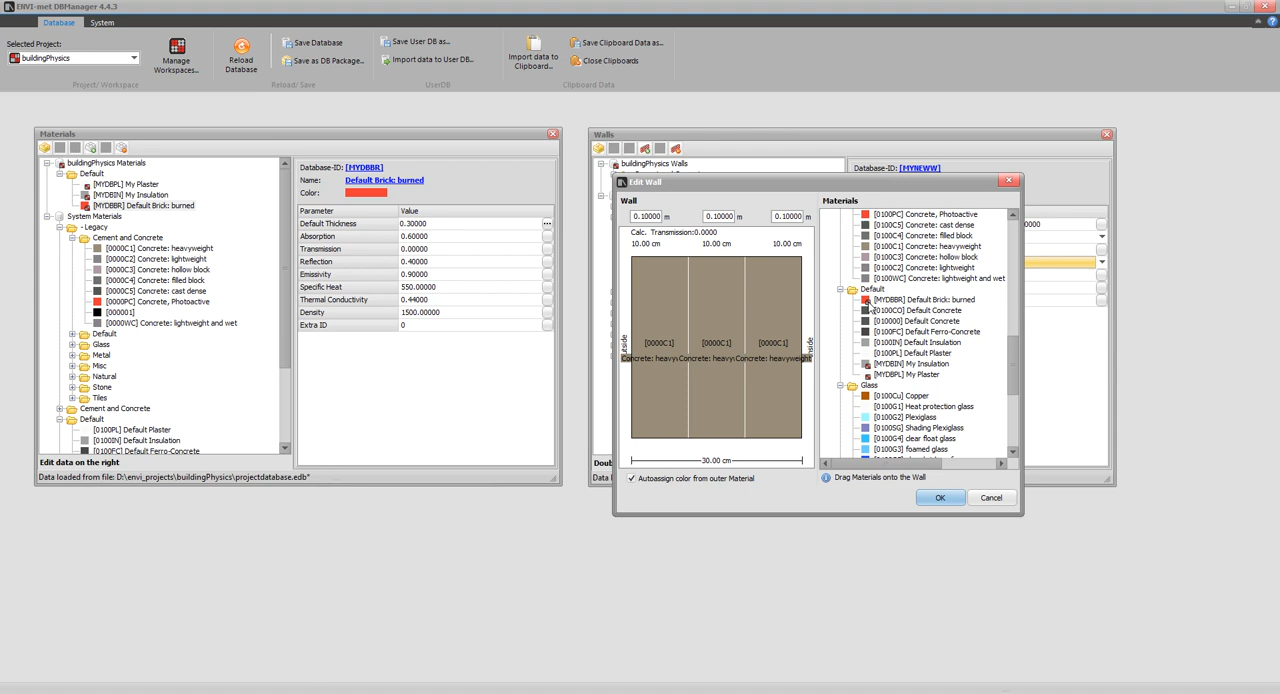 ENVI-met DBManager 4.4.3
Database System
Selected Project:
buildingPhysics
Manage
Workspaces...
Project/ Workspace
Reload
Database
Save Database
Save as DB Package...
Reload/ Save
Save User DB as...
Import data to User DB...
UserDB
Import data to
Clipboard...
Save Clipboard Data as...
Close Clipboards
Clipboard Data
Materials
buildingPhysics Materials
Default
[MYDBPL] My Plaster
[MYDBIN] My Insulation
[MYDBBR] Default Brick: burned
System Materials
- Legacy
Cement and Concrete
[0000C1] Concrete: heavyweight
[0000C2] Concrete: lightweight
[0000C3] Concrete: hollow block
[0000C4] Concrete: filled block
[0000C5] Concrete: cast dense
[0000PC] Concrete, Photoactive
[000001]
[0000WC] Concrete: lightweight and wet
Default
Glass
Metal
Misc
Natural
Stone
Tiles
Cement and Concrete
Default
[0100PL] Default Plaster
[0100IN] Default Insulation
[0100FC] Default Ferro-Concrete
Edit data on the right
Data loaded from file: D:\envi_projects\buildingPhysics\projectdatabase.edb*
Database-ID: [MYDBBR]
Name: Default Brick: burned
Color:
Parameter Value
Default Thickness 0.30000
Absorption 0.60000
Transmission 0.00000
Reflection 0.40000
Emissivity 0.90000
Specific Heat 550.00000
Thermal Conductivity 0.44000
Density 1500.00000
Extra ID 0
Walls
buildingPhysics Walls
Database-ID: [MYNEWW]
Edit Wall
Wall
0.10000 m 0.10000 m 0.10000 m
Calc. Transmission:0.0000
10.00 cm 10.00 cm 10.00 cm
[0000C1] [0000C1] [0000C1]
30.00 cm
Autoassign color from outer Material
Materials
[0100PC] Concrete, Photoactive
[0100C5] Concrete: cast dense
[0100C4] Concrete: filled block
[0100C1] Concrete: heavyweight
[0100C3] Concrete: hollow block
[0100C2] Concrete: lightweight
[0100WC] Concrete: lightweight and wet
Default
[MYDBBR] Default Brick: burned
[0100CO] Default Concrete
[010000] Default Concrete
[0100FC] Default Ferro-Concrete
[0100IN] Default Insulation
[0100PL] Default Plaster
[MYDBIN] My Insulation
[MYDBPL] My Plaster
Glass
[0100Cu] Copper
[0100G1] Heat protection glass
[0100G2] Plexiglass
[0100SG] Shading Plexiglass
[0100G4] clear float glass
[0100G3] foamed glass
Drag Materials onto the Wall
OK Cancel